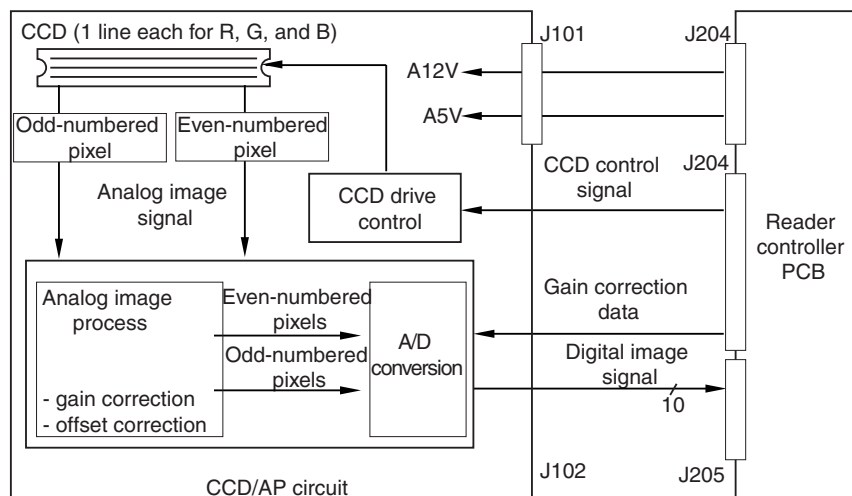 CCD (1 line each for R, G, and B)
J101
J204
A12V
A5V
Odd-numbered
pixel
Even-numbered
pixel
Analog image
signal
CCD drive
control
CCD control
signal
J204
Reader
controller
PCB
Analog image
process
Even-numbered
pixels
Odd-numbered
pixels
- gain correction
- offset correction
A/D
conversion
Gain correction
data
Digital image
signal
10
J102
J205
CCD/AP circuit